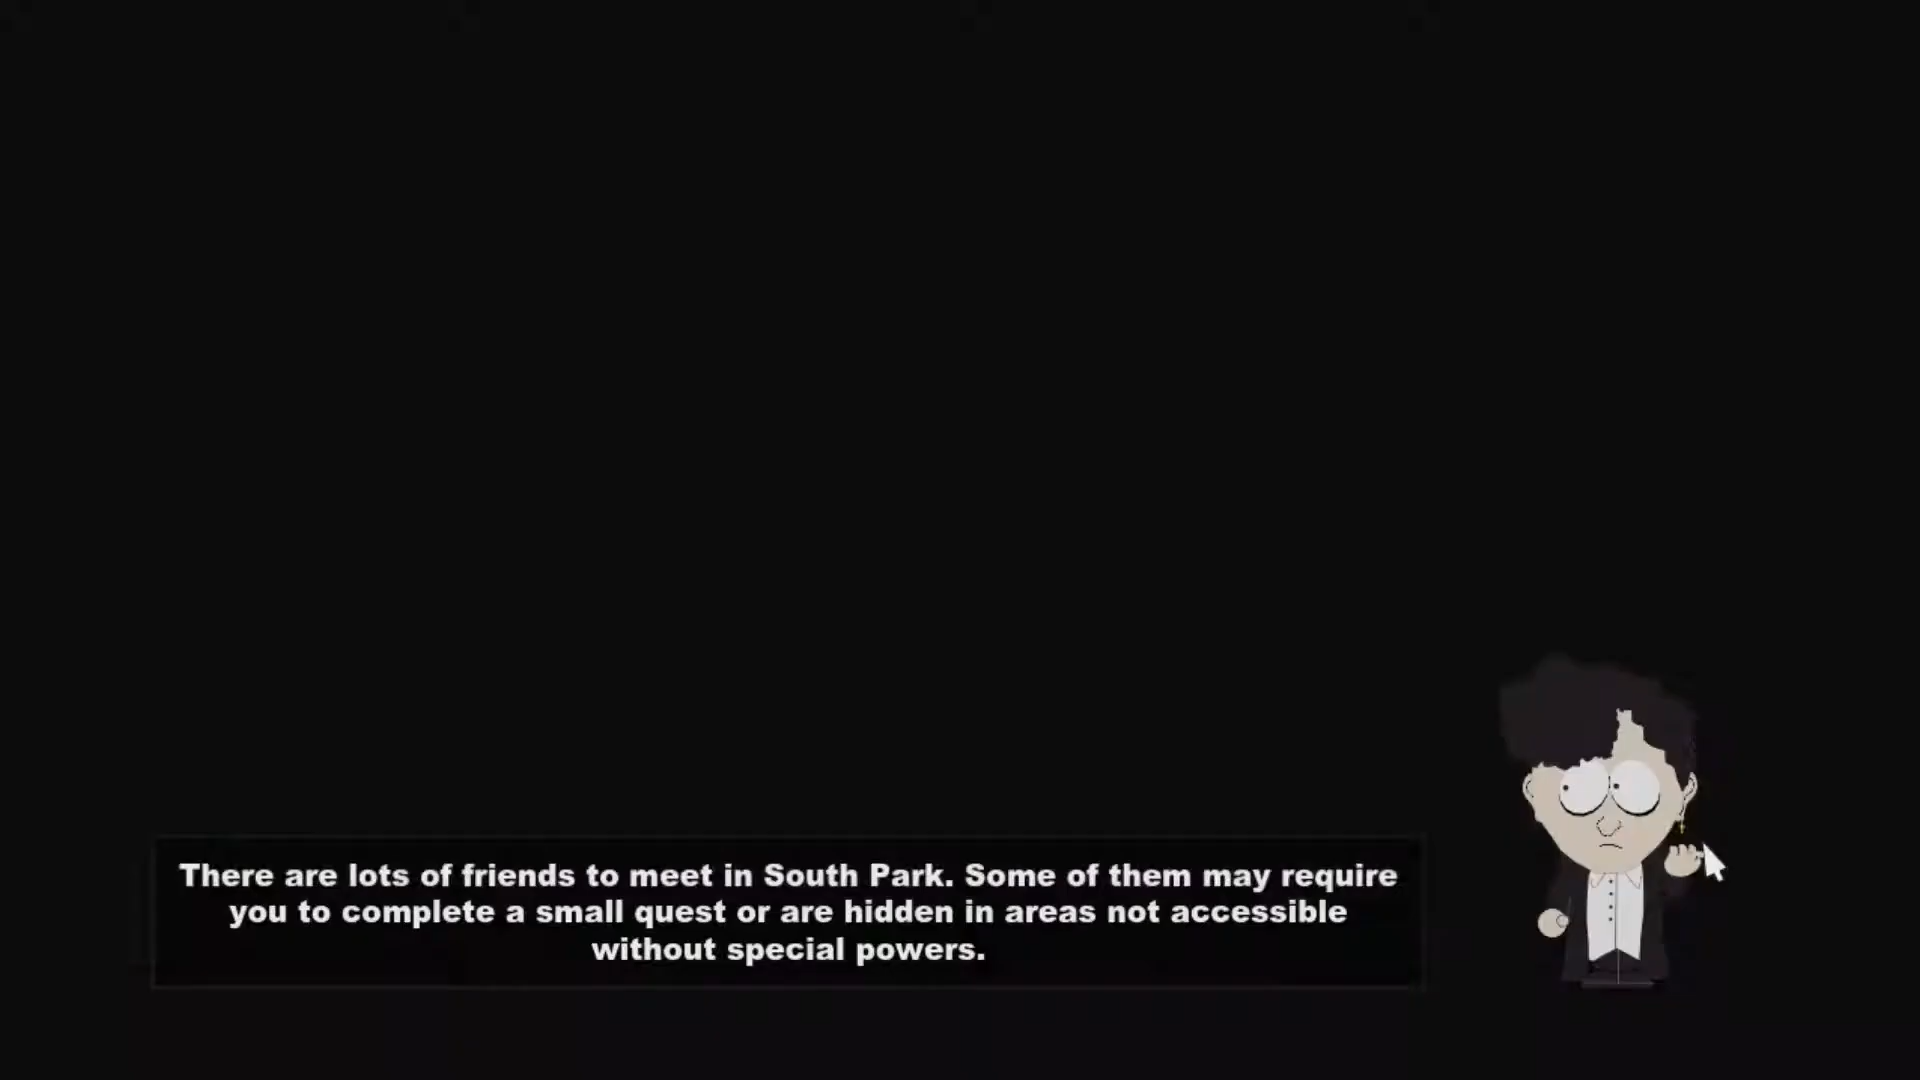 There are lots of friends to meet in South Park. Some of them may require
you to complete a small quest or are hidden in areas not accessible
without special powers.